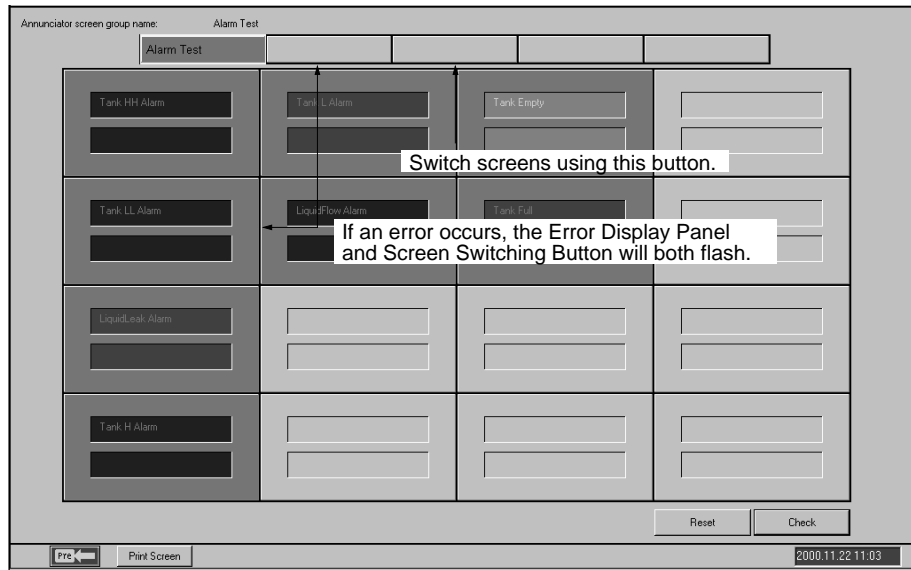 Annunciator screen group name: Alarm Test
Alarm Test
Tank HH Alarm
Tank L Alarm
Tank Empty
Switch screens using this button.
Tank LL Alarm
LiquidFlow Alarm
Tank Full
If an error occurs, the Error Display Panel
and Screen Switching Button will both flash.
LiquidLeak Alarm
Tank H Alarm
Reset
Check
Pre
Print Screen
2000.11.22 11:03